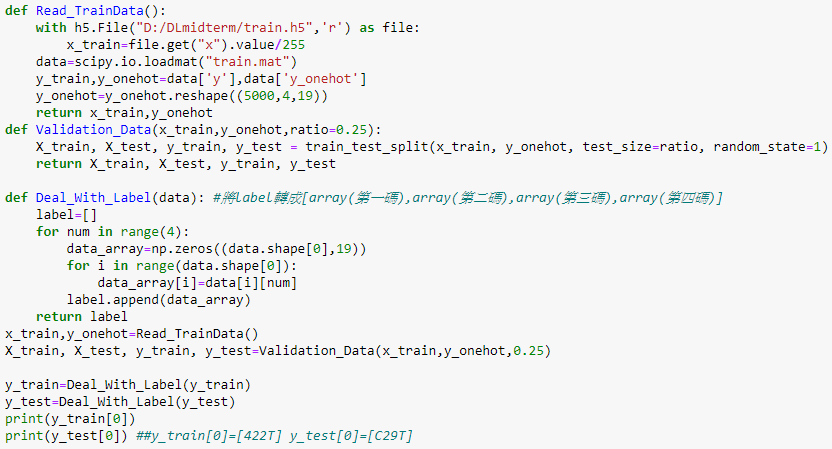 def Read_TrainData():
    with h5.File("D:/DLmidterm/train.h5",'r') as file:
        x_train=file.get("x").value/255
    data=scipy.io.loadmat("train.mat")
    y_train,y_onehot=data['y'],data['y_onehot']
    y_onehot=y_onehot.reshape((5000,4,19))
    return x_train,y_onehot
def Validation_Data(x_train,y_onehot,ratio=0.25):
    X_train, X_test, y_train, y_test = train_test_split(x_train, y_onehot, test_size=ratio, random_state=1)
    return X_train, X_test, y_train, y_test

def Deal_With_Label(data): #將label轉成[array(第一碼),array(第二碼),array(第三碼),array(第四碼)]
    label=[]
    for num in range(4):
        data_array=np.zeros((data.shape[0],19))
        for i in range(data.shape[0]):
            data_array[i]=data[i][num]
        label.append(data_array)
    return label
x_train,y_onehot=Read_TrainData()
X_train, X_test, y_train, y_test=Validation_Data(x_train,y_onehot,0.25)

y_train=Deal_With_Label(y_train)
y_test=Deal_With_Label(y_test)
print(y_train[0])
print(y_test[0]) ##y_train[0]=[422T] y_test[0]=[C29T]